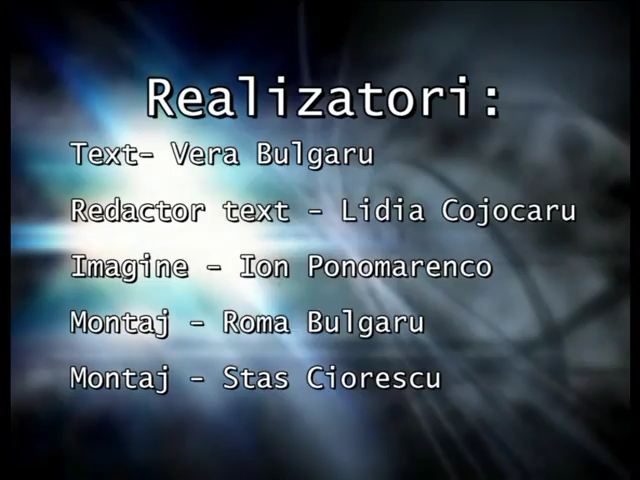 Realizatori:
Text- Vera Bulgaru
Redactor text - Lidia Cojocaru
Imagine - Ion Ponomarenco
Montaj - Roma Bulgaru
Montaj - Stas Ciorescu